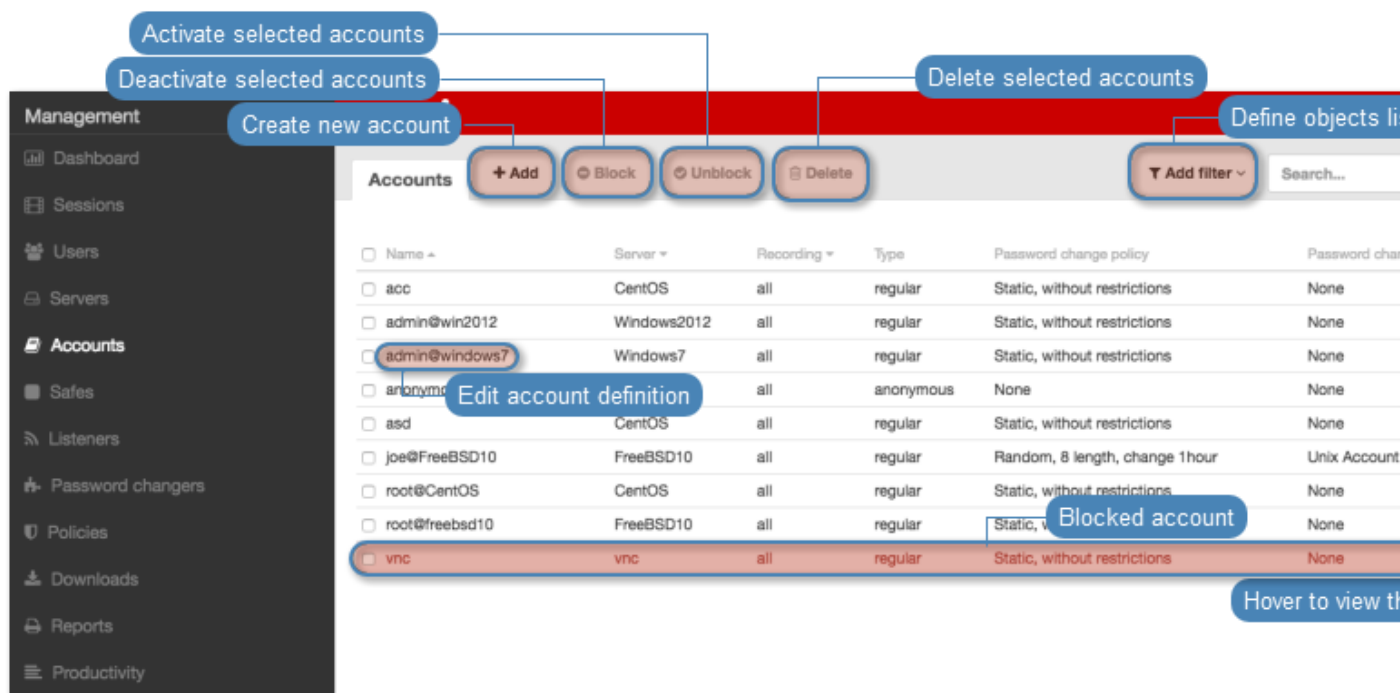 Activate selected accounts
Deactivate selected accounts
Delete selected accounts
Management
Create new account
Define objects li
Dashboard
Sessions
Users
Servers
Accounts
Safes
Listeners
Password changers
Policies
Downloads
Reports
Productivity
Accounts
+ Add
Block
Unblock
Delete
Add filter
Search...
Name Server Recording Type Password change policy Password char
acc CentOS all regular Static, without restrictions None
admin@win2012 Windows2012 all regular Static, without restrictions None
admin@windows7 Windows7 all regular Static, without restrictions None
Edit account definition
all anonymous None None
asd CentOS all regular Static, without restrictions None
joe@FreeBSD10 FreeBSD10 all regular Random, 8 length, change 1hour Unix Account
root@CentOS CentOS all regular Static, without restrictions None
root@freebsd10 FreeBSD10 all regular Static, None
Blocked account
vnc vnc all regular Static, without restrictions None
Hover to view th